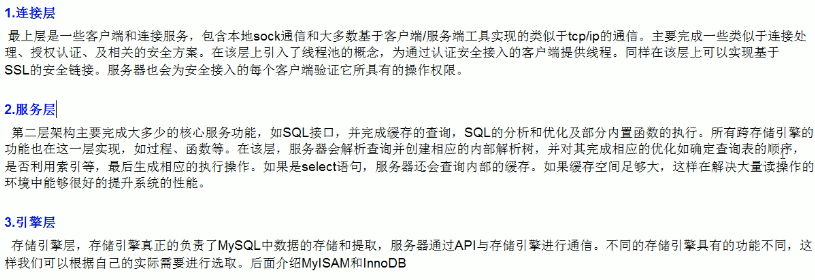 1.连接层
最上层是一些客户端和连接服务，包含本地sock通信和大多数基于客户端/服务端工具实现的类似于tcp/ip的通信。主要完成一些类似于连接处
理、授权认证、及相关的安全方案。在该层上引入了线程池的概念，为通过认证安全接入的客户端提供线程。同样在该层上可以实现基于
SSL的安全链接。服务器也会为安全接入的每个客户端验证它所具有的操作权限。
2.服务层
第二层架构主要完成大多少的核心服务功能，如SQL接口，并完成缓存的查询，SQL的分析和优化及部分内置函数的执行。所有跨存储引擎的
功能也在这一层实现，如过程、函数等。在该层，服务器会解析查询并创建相应的内部解析树，并对其完成相应的优化如确定查询表的顺序，
是否利用索引等，最后生成相应的执行操作。如果是select语句，服务器还会查询内部的缓存。如果缓存空间足够大，这样在解决大量读操作的
环境中能够很好的提升系统的性能。
3.引擎层
存储引擎层，存储引擎真正的负责了MySQL中数据的存储和提取，服务器通过API与存储引擎进行通信。不同的存储引擎具有的功能不同，这
样我们可以根据自己的实际需要进行选取。后面介绍MyISAM和InnoDB